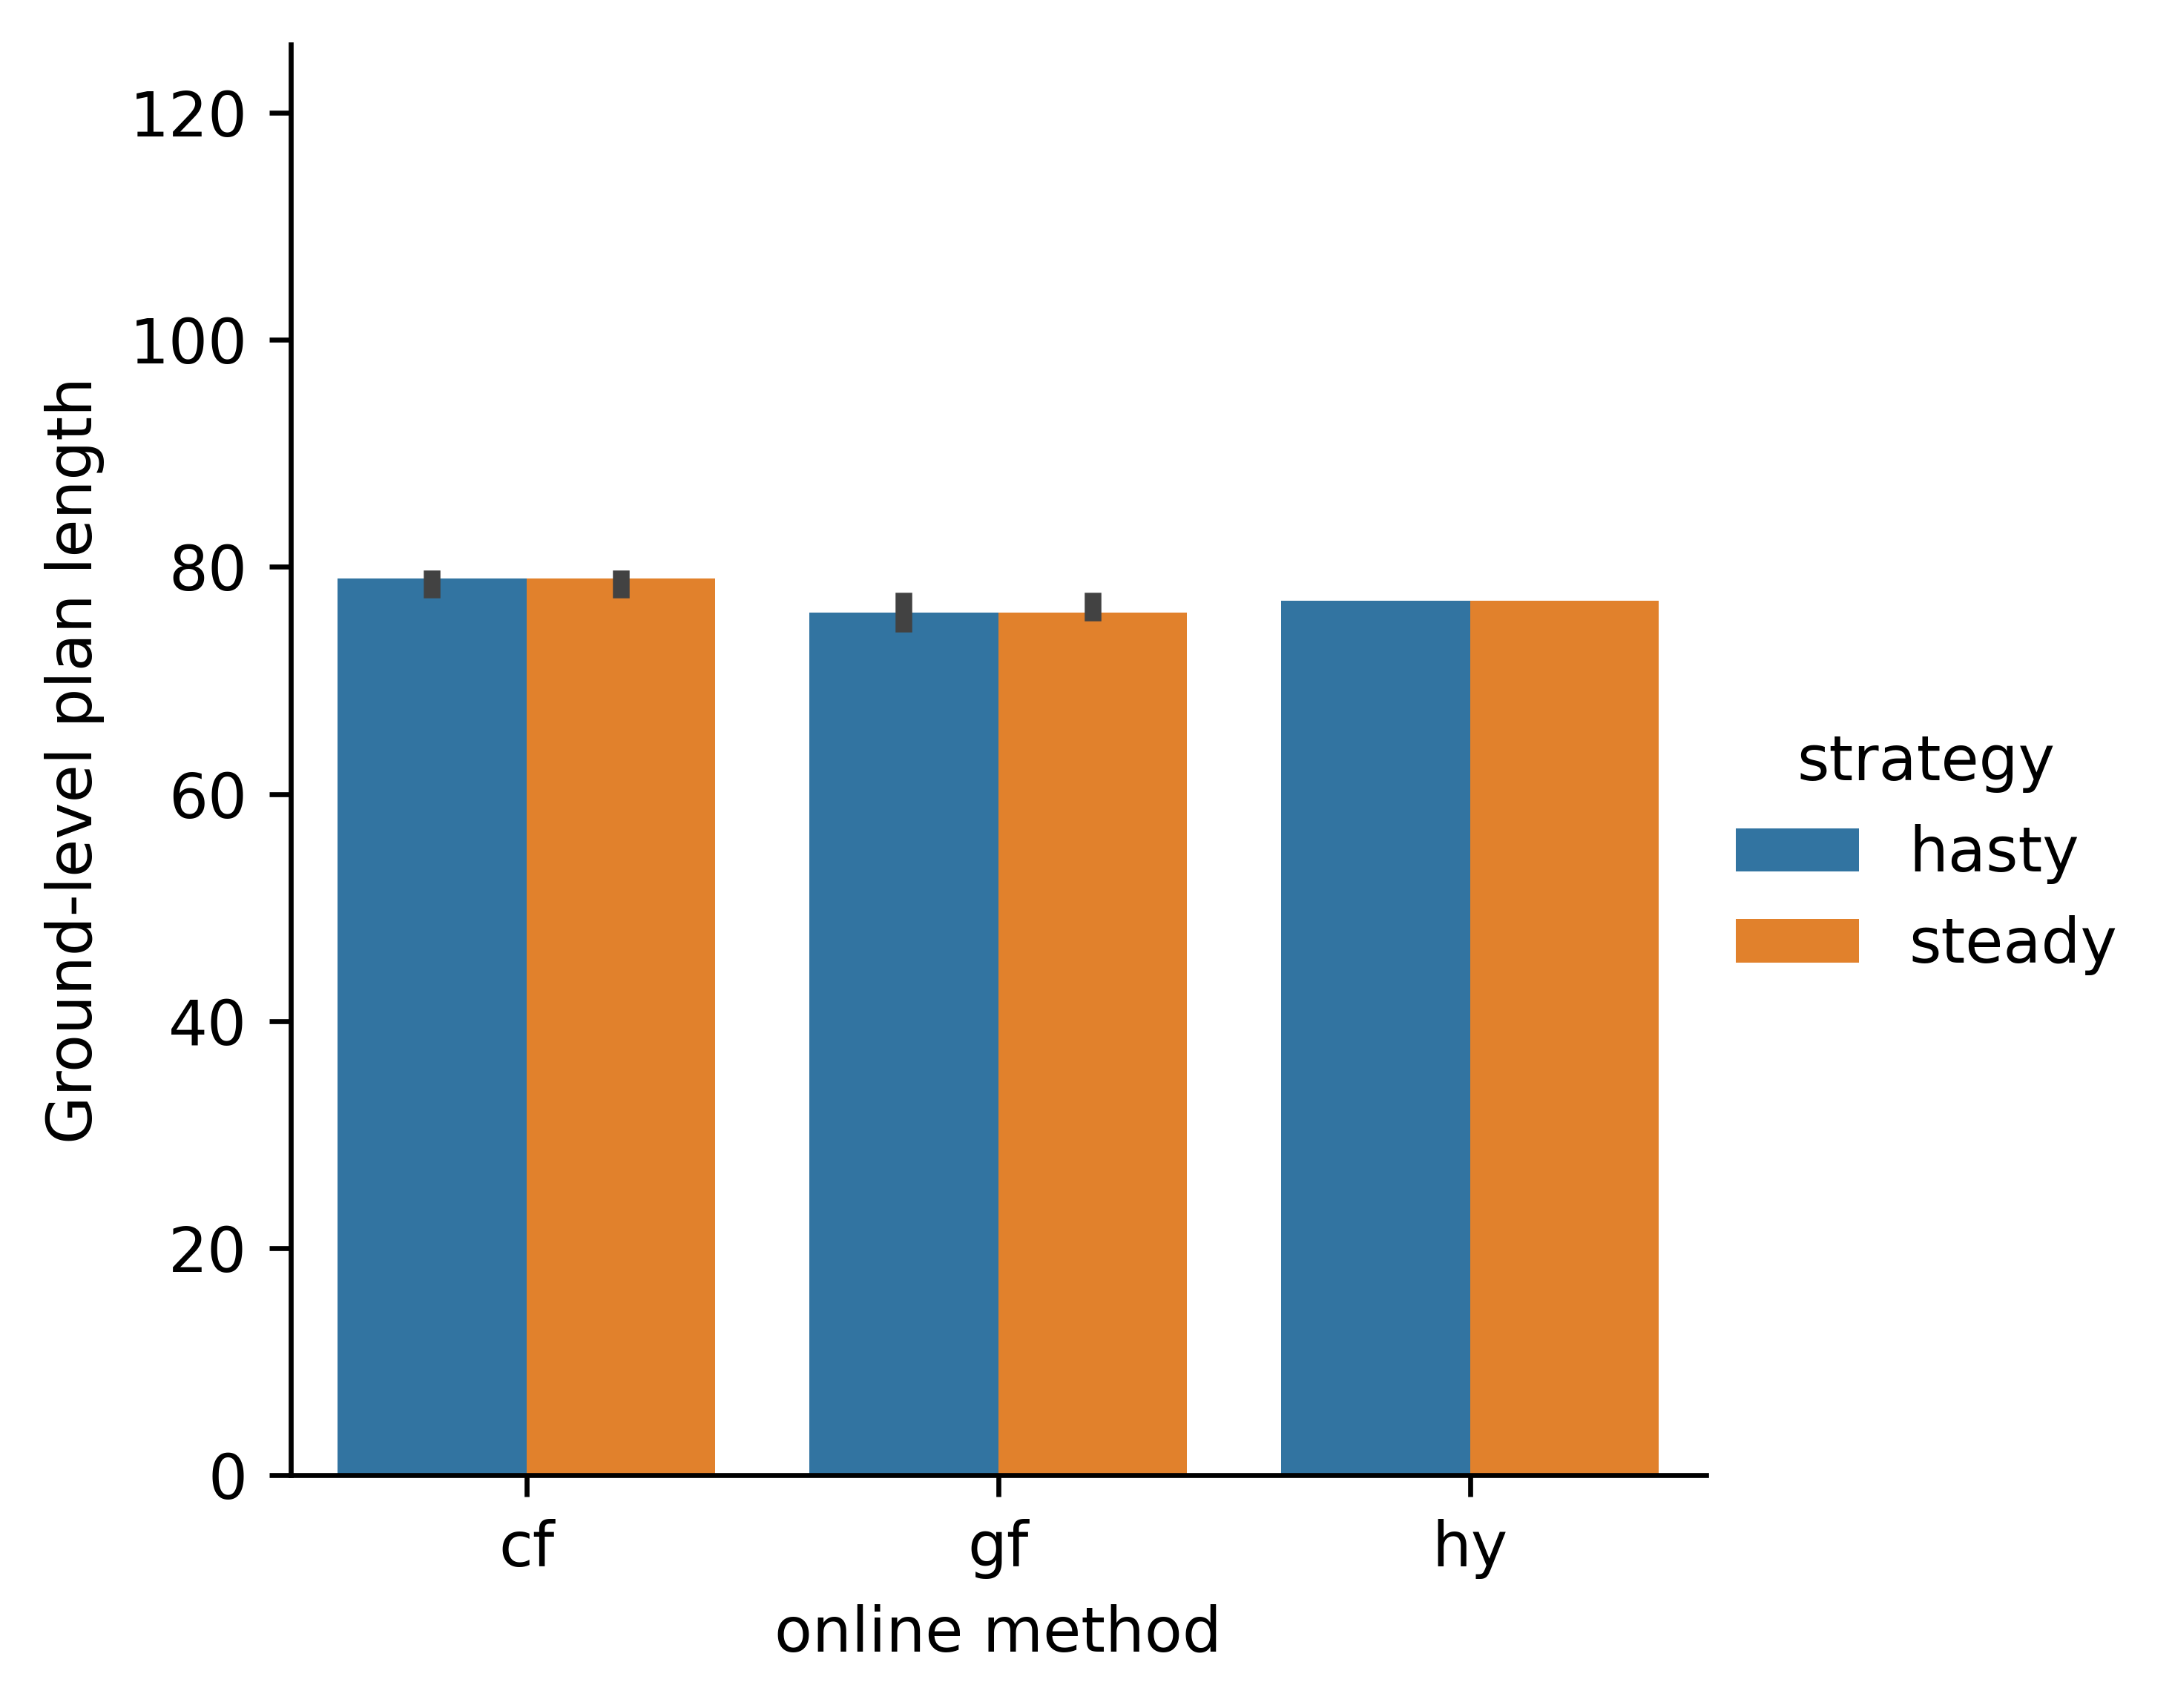 Ground-level plan length
120
100
80
60
40
20
0
cf
gf
hy
online method
strategy
hasty
steady